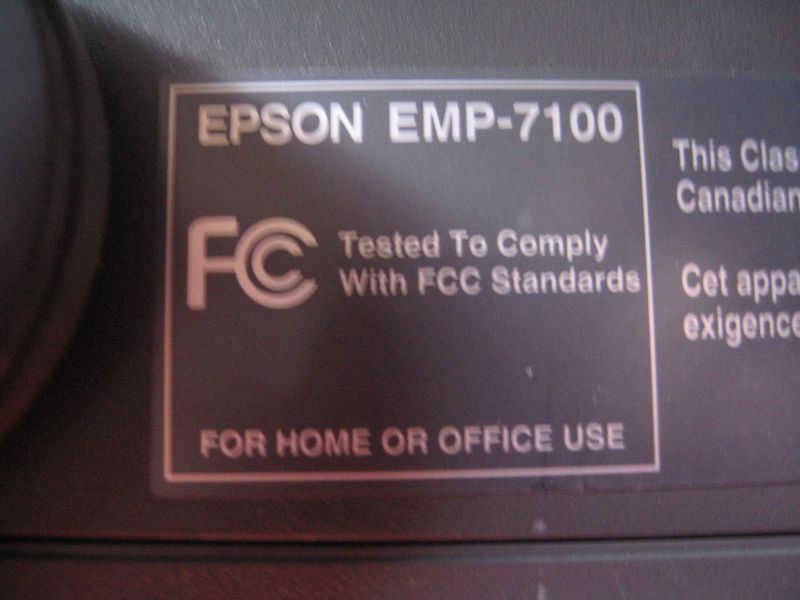 EPSON EMP-7100
FC Tested To Comply
With FCC Standards
FOR HOME OR OFFICE USE
This Clas
Canadian
Cet appa
exigence